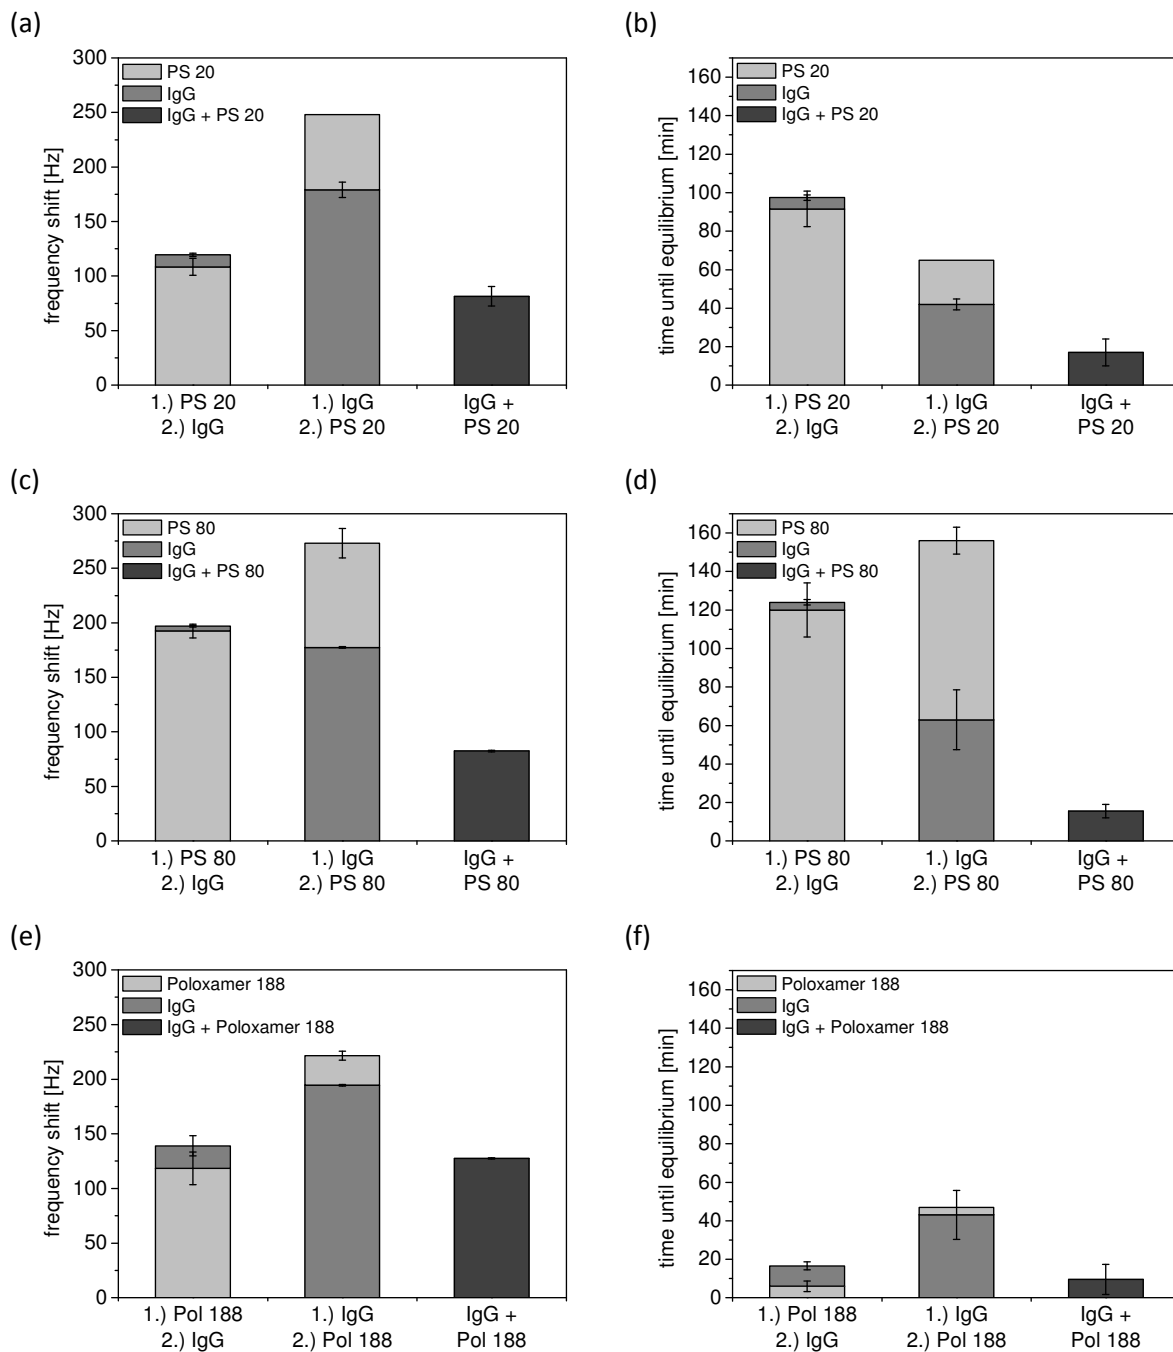 (a)
300
250
200
150
100
50
0
frequency shift [Hz]
PS 20
IgG
IgG + PS 20
1.) PS 20
2.) IgG
1.) IgG
2.) PS 20
IgG +
PS 20
(b)
160
140
120
100
80
60
40
20
0
time until equilibrium [min]
PS 20
IgG
IgG + PS 20
1.) PS 20
2.) IgG
1.) IgG
2.) PS 20
IgG +
PS 20
(c)
300
250
200
150
100
50
0
frequency shift [Hz]
PS 80
IgG
IgG + PS 80
1.) PS 80
2.) IgG
1.) IgG
2.) PS 80
IgG +
PS 80
(d)
160
140
120
100
80
60
40
20
0
time until equilibrium [min]
PS 80
IgG
IgG + PS 80
1.) PS 80
2.) IgG
1.) IgG
2.) PS 80
IgG +
PS 80
(e)
300
250
200
150
100
50
0
frequency shift [Hz]
Poloxamer 188
IgG
IgG + Poloxamer 188
1.) Pol 188
2.) IgG
1.) IgG
2.) Pol 188
IgG +
Pol 188
(f)
160
140
120
100
80
60
40
20
0
time until equilibrium [min]
Poloxamer 188
IgG
IgG + Poloxamer 188
1.) Pol 188
2.) IgG
1.) IgG
2.) Pol 188
IgG +
Pol 188